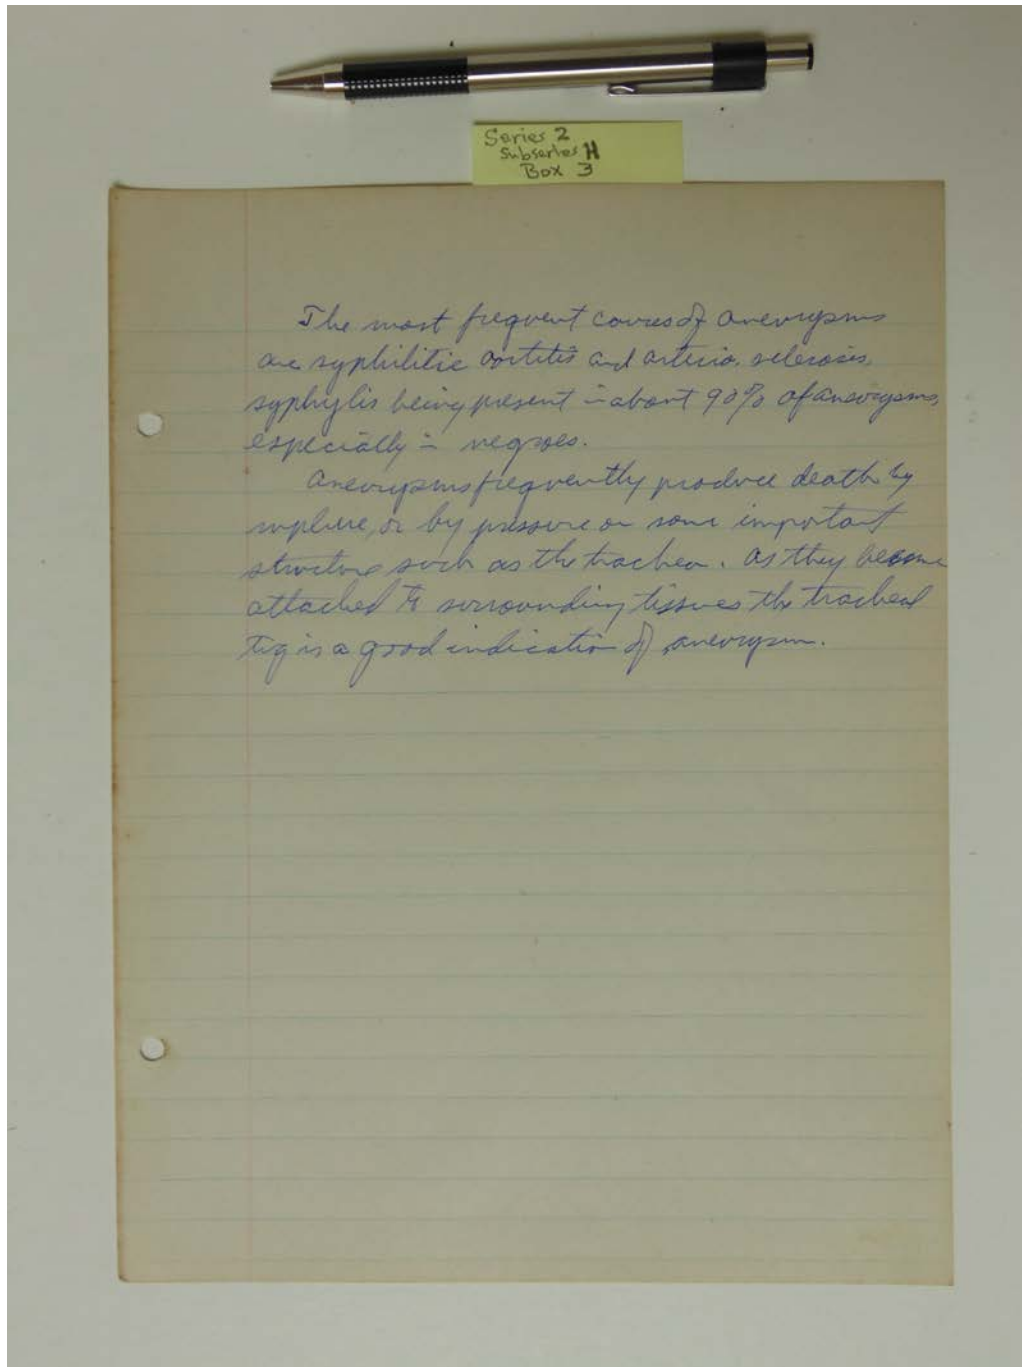 Series 2
Subseries H
Box 3
The most frequent causes of aneurysms
are syphilitic aortitis and arterio sclerosis,
syphylis being present in about 90% of aneurysms,
especially in negroes.
Aneurysms frequently produce death by
rupture, or by pressure on some important
structure such as the trachea. As they become
attached to surrounding tissues the tracheal
tug is a good indication of aneurysm.